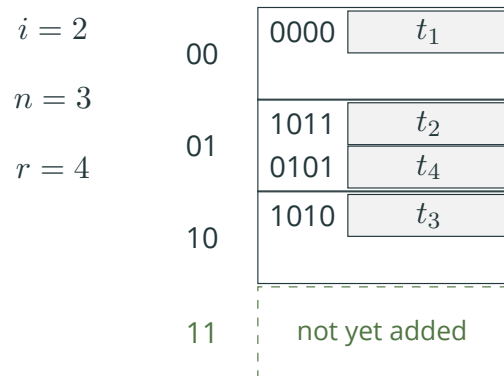 i = 2
n = 3
r = 4
00
0000 t₁
01
1011 t₂
0101 t₄
10
1010 t₃
11
not yet added